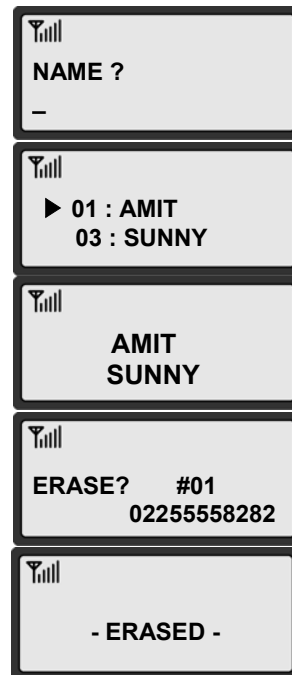 NAME ?
_
▶ 01 : AMIT
03 : SUNNY
AMIT
SUNNY
ERASE? #01
02255558282
- ERASED -